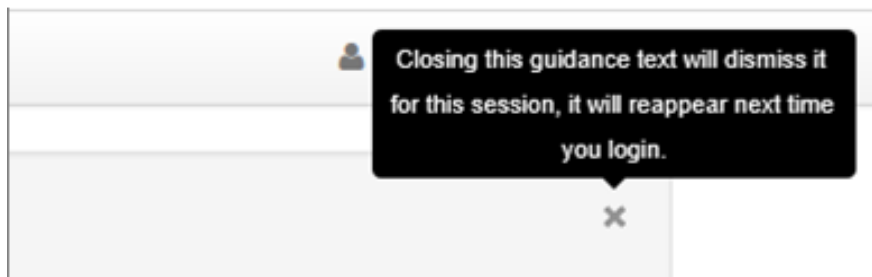 Closing this guidance text will dismiss it
for this session, it will reappear next time
you login.